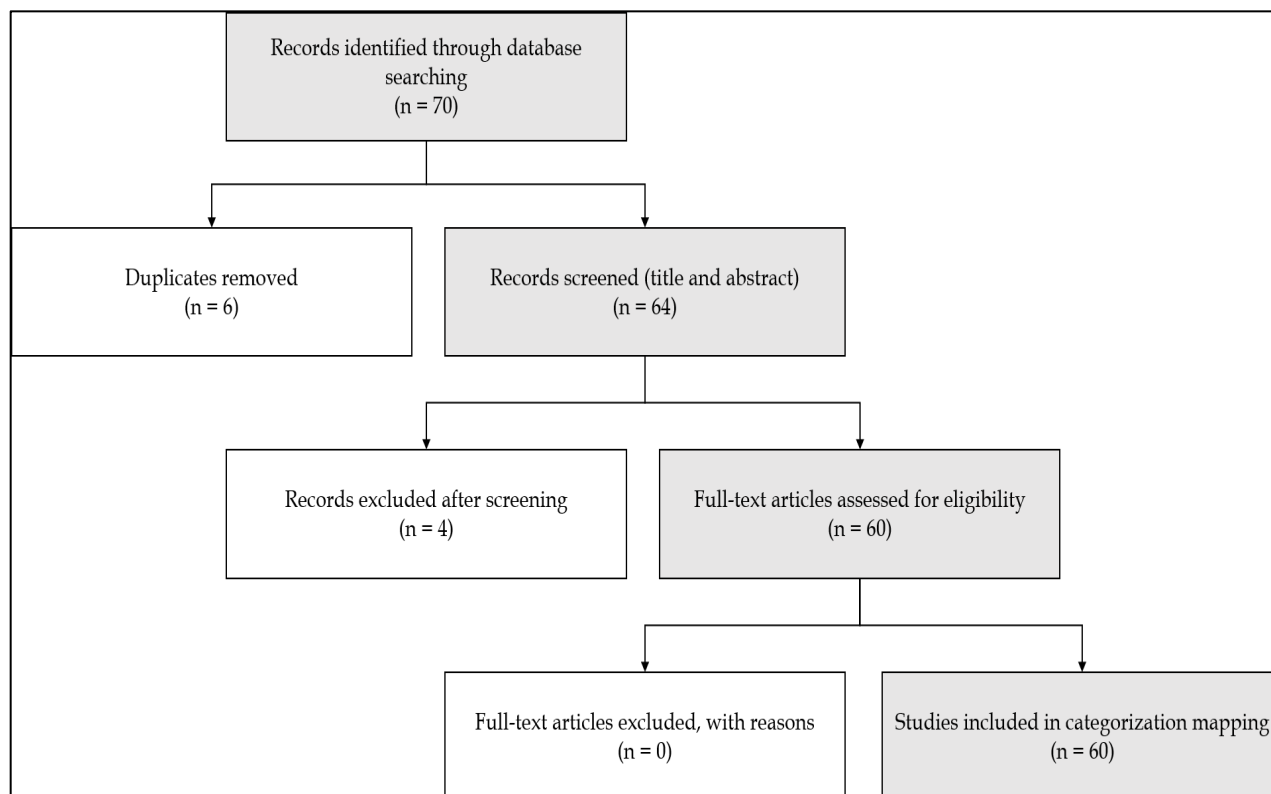 Records identified through database
searching
(n = 70)
Duplicates removed
(n = 6)
Records screened (title and abstract)
(n = 64)
Records excluded after screening
(n = 4)
Full-text articles assessed for eligibility
(n = 60)
Full-text articles excluded, with reasons
(n = 0)
Studies included in categorization mapping
(n = 60)